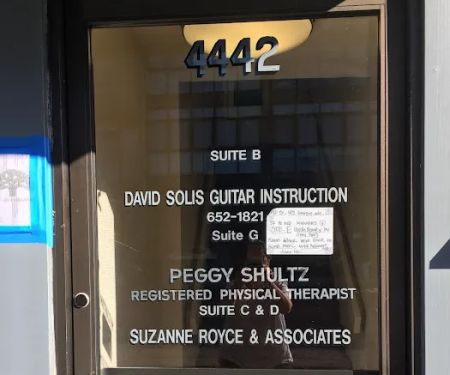 4442
SUITE B
DAVID SOLIS GUITAR INSTRUCTION
652-1821
Suite G
PEGGY SHULTZ
REGISTERED PHYSICAL THERAPIST
SUITE C & D
SUZANNE ROYCE & ASSOCIATES